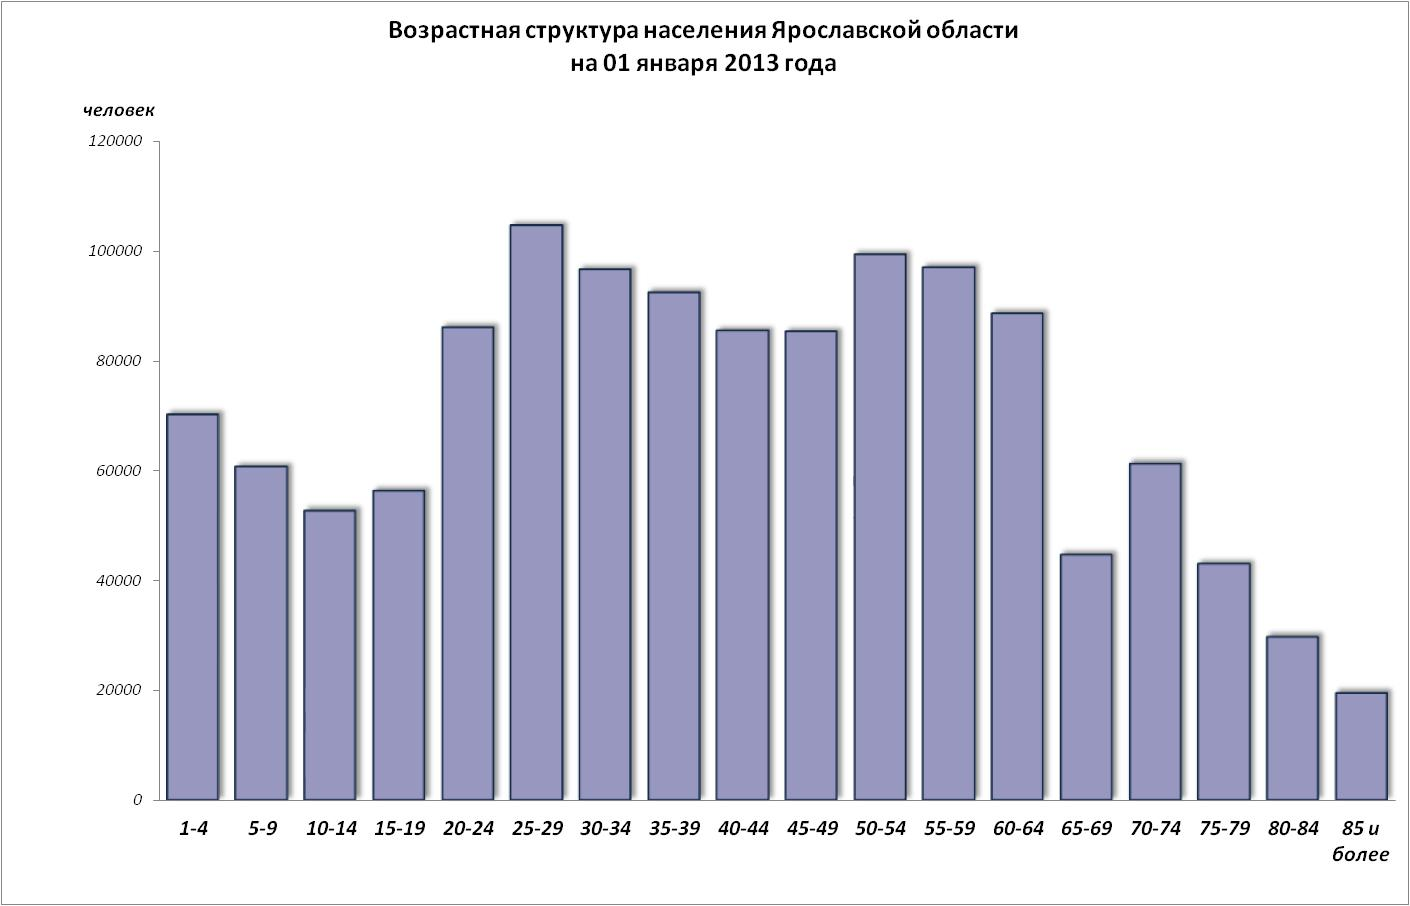 Возрастная структура населения Ярославской области
на 01 января 2013 года
человек
120000
100000
80000
60000
40000
20000
0
1-4 5-9 10-14 15-19 20-24 25-29 30-34 35-39 40-44 45-49 50-54 55-59 60-64 65-69 70-74 75-79 80-84 85 и
более